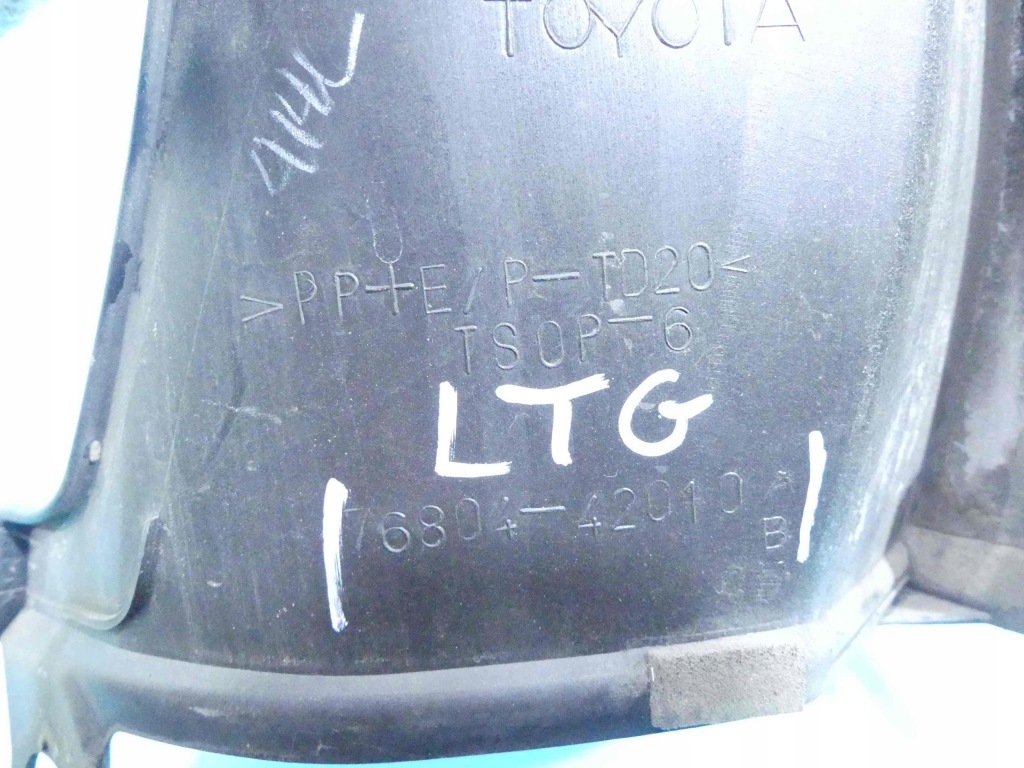 TOYOTA
>PP+E/P-TD20<
TSOP-6
LTG
76804-42010
B